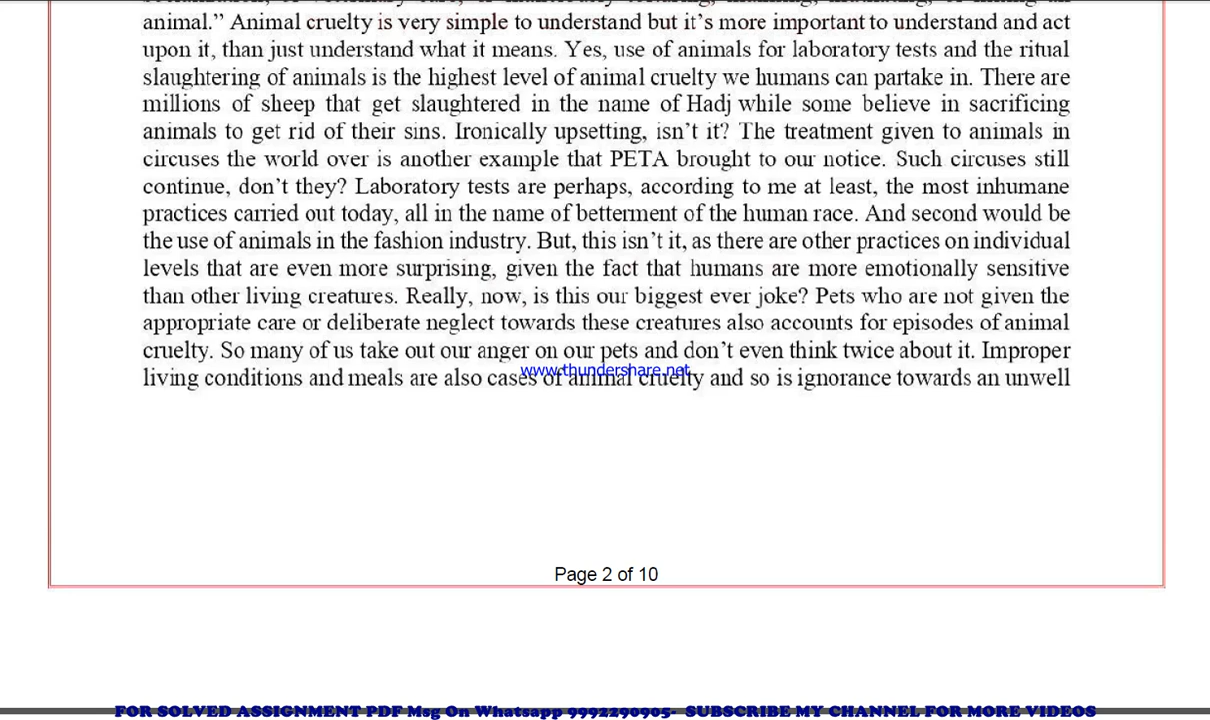 animal.” Animal cruelty is very simple to understand but it’s more important to understand and act
upon it, than just understand what it means. Yes, use of animals for laboratory tests and the ritual
slaughtering of animals is the highest level of animal cruelty we humans can partake in. There are
millions of sheep that get slaughtered in the name of Hadj while some believe in sacrificing
animals to get rid of their sins. Ironically upsetting, isn’t it? The treatment given to animals in
circuses the world over is another example that PETA brought to our notice. Such circuses still
continue, don’t they? Laboratory tests are perhaps, according to me at least, the most inhumane
practices carried out today, all in the name of betterment of the human race. And second would be
the use of animals in the fashion industry. But, this isn’t it, as there are other practices on individual
levels that are even more surprising, given the fact that humans are more emotionally sensitive
than other living creatures. Really, now, is this our biggest ever joke? Pets who are not given the
appropriate care or deliberate neglect towards these creatures also accounts for episodes of animal
cruelty. So many of us take out our anger on our pets and don’t even think twice about it. Improper
living conditions and meals are also cases of animal cruelty and so is ignorance towards an unwell
www.thundershare.net
Page 2 of 10
FOR SOLVED ASSIGNMENT PDF Msg On Whatsapp 9992290905- SUBSCRIBE MY CHANNEL FOR MORE VIDEOS